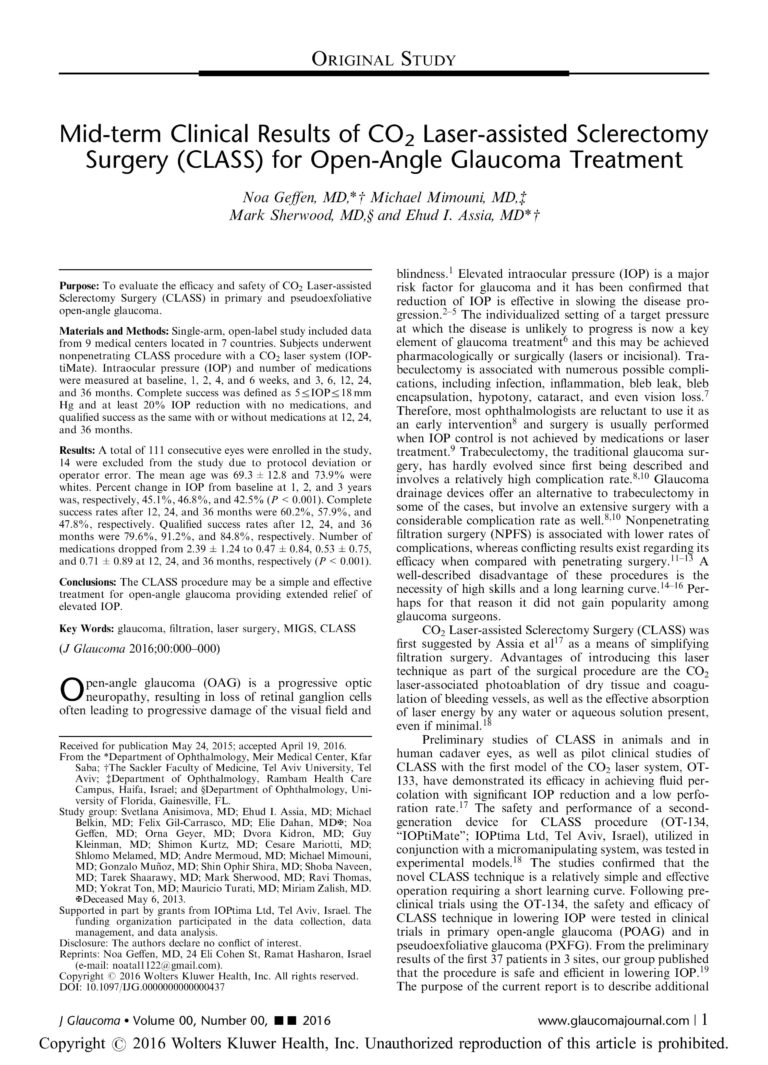 ORIGINAL STUDY
Mid-term Clinical Results of CO2 Laser-assisted Sclerectomy
Surgery (CLASS) for Open-Angle Glaucoma Treatment
Noa Geffen, MD,*† Michael Mimouni, MD,‡
Mark Sherwood, MD,§ and Ehud I. Assia, MD*†
Purpose: To evaluate the efficacy and safety of CO2 Laser-assisted
Sclerectomy Surgery (CLASS) in primary and pseudoexfoliative
open-angle glaucoma.
Materials and Methods: Single-arm, open-label study included data
from 9 medical centers located in 7 countries. Subjects underwent
nonpenetrating CLASS procedure with a CO2 laser system (IOP-
tiMate). Intraocular pressure (IOP) and number of medications
were measured at baseline, 1, 2, 4, and 6 weeks, and 3, 6, 12, 24,
and 36 months. Complete success was defined as 5≤IOP≤18 mm
Hg and at least 20% IOP reduction with no medications, and
qualified success as the same with or without medications at 12, 24,
and 36 months.
Results: A total of 111 consecutive eyes were enrolled in the study,
14 were excluded from the study due to protocol deviation or
operator error. The mean age was 69.3 ± 12.8 and 73.9% were
whites. Percent change in IOP from baseline at 1, 2, and 3 years
was, respectively, 45.1%, 46.8%, and 42.5% (P < 0.001). Complete
success rates after 12, 24, and 36 months were 60.2%, 57.9%, and
47.8%, respectively. Qualified success rates after 12, 24, and 36
months were 79.6%, 91.2%, and 84.8%, respectively. Number of
medications dropped from 2.39 ± 1.24 to 0.47 ± 0.84, 0.53 ± 0.75,
and 0.71 ± 0.89 at 12, 24, and 36 months, respectively (P < 0.001).
Conclusions: The CLASS procedure may be a simple and effective
treatment for open-angle glaucoma providing extended relief of
elevated IOP.
Key Words: glaucoma, filtration, laser surgery, MIGS, CLASS
(J Glaucoma 2016;00:000–000)
Open-angle glaucoma (OAG) is a progressive optic
neuropathy, resulting in loss of retinal ganglion cells
often leading to progressive damage of the visual field and
Received for publication May 24, 2015; accepted April 19, 2016.
From the *Department of Ophthalmology, Meir Medical Center, Kfar
Saba; †The Sackler Faculty of Medicine, Tel Aviv University, Tel
Aviv; ‡Department of Ophthalmology, Rambam Health Care
Campus, Haifa, Israel; and §Department of Ophthalmology, Uni-
versity of Florida, Gainesville, FL.
Study group: Svetlana Anisimova, MD; Ehud I. Assia, MD; Michael
Belkin, MD; Felix Gil-Carrasco, MD; Elie Dahan, MD✠; Noa
Geffen, MD; Orna Geyer, MD; Dvora Kidron, MD; Guy
Kleinman, MD; Shimon Kurtz, MD; Cesare Mariotti, MD;
Shlomo Melamed, MD; Andre Mermoud, MD; Michael Mimouni,
MD; Gonzalo Muñoz, MD; Shin Ophir Shira, MD; Shoba Naveen,
MD; Tarek Shaarawy, MD; Mark Sherwood, MD; Ravi Thomas,
MD; Yokrat Ton, MD; Mauricio Turati, MD; Miriam Zalish, MD.
✠Deceased May 6, 2013.
Supported in part by grants from IOPtima Ltd, Tel Aviv, Israel. The
funding organization participated in the data collection, data
management, and data analysis.
Disclosure: The authors declare no conflict of interest.
Reprints: Noa Geffen, MD, 24 Eli Cohen St, Ramat Hasharon, Israel
(e-mail: noatal1122@gmail.com).
Copyright © 2016 Wolters Kluwer Health, Inc. All rights reserved.
DOI: 10.1097/IJG.0000000000000437
blindness.1 Elevated intraocular pressure (IOP) is a major
risk factor for glaucoma and it has been confirmed that
reduction of IOP is effective in slowing the disease pro-
gression.2–5 The individualized setting of a target pressure
at which the disease is unlikely to progress is now a key
element of glaucoma treatment6 and this may be achieved
pharmacologically or surgically (lasers or incisional). Tra-
beculectomy is associated with numerous possible compli-
cations, including infection, inflammation, bleb leak, bleb
encapsulation, hypotony, cataract, and even vision loss.7
Therefore, most ophthalmologists are reluctant to use it as
an early intervention8 and surgery is usually performed
when IOP control is not achieved by medications or laser
treatment.9 Trabeculectomy, the traditional glaucoma sur-
gery, has hardly evolved since first being described and
involves a relatively high complication rate.8,10 Glaucoma
drainage devices offer an alternative to trabeculectomy in
some of the cases, but involve an extensive surgery with a
considerable complication rate as well.8,10 Nonpenetrating
filtration surgery (NPFS) is associated with lower rates of
complications, whereas conflicting results exist regarding its
efficacy when compared with penetrating surgery.11–13 A
well-described disadvantage of these procedures is the
necessity of high skills and a long learning curve.14–16 Per-
haps for that reason it did not gain popularity among
glaucoma surgeons.
CO2 Laser-assisted Sclerectomy Surgery (CLASS) was
first suggested by Assia et al17 as a means of simplifying
filtration surgery. Advantages of introducing this laser
technique as part of the surgical procedure are the CO2
laser-associated photoablation of dry tissue and coagu-
lation of bleeding vessels, as well as the effective absorption
of laser energy by any water or aqueous solution present,
even if minimal.18
Preliminary studies of CLASS in animals and in
human cadaver eyes, as well as pilot clinical studies of
CLASS with the first model of the CO2 laser system, OT-
133, have demonstrated its efficacy in achieving fluid per-
colation with significant IOP reduction and a low perfo-
ration rate.17 The safety and performance of a second-
generation device for CLASS procedure (OT-134,
“IOPtiMate”; IOPtima Ltd, Tel Aviv, Israel), utilized in
conjunction with a micromanipulating system, was tested in
experimental models.18 The studies confirmed that the
novel CLASS technique is a relatively simple and effective
operation requiring a short learning curve. Following pre-
clinical trials using the OT-134, the safety and efficacy of
CLASS technique in lowering IOP were tested in clinical
trials in primary open-angle glaucoma (POAG) and in
pseudoexfoliative glaucoma (PXFG). From the preliminary
results of the first 37 patients in 3 sites, our group published
that the procedure is safe and efficient in lowering IOP.19
The purpose of the current report is to describe additional
J Glaucoma • Volume 00, Number 00, ■ ■ 2016
www.glaucomajournal.com | 1
Copyright © 2016 Wolters Kluwer Health, Inc. Unauthorized reproduction of this article is prohibited.